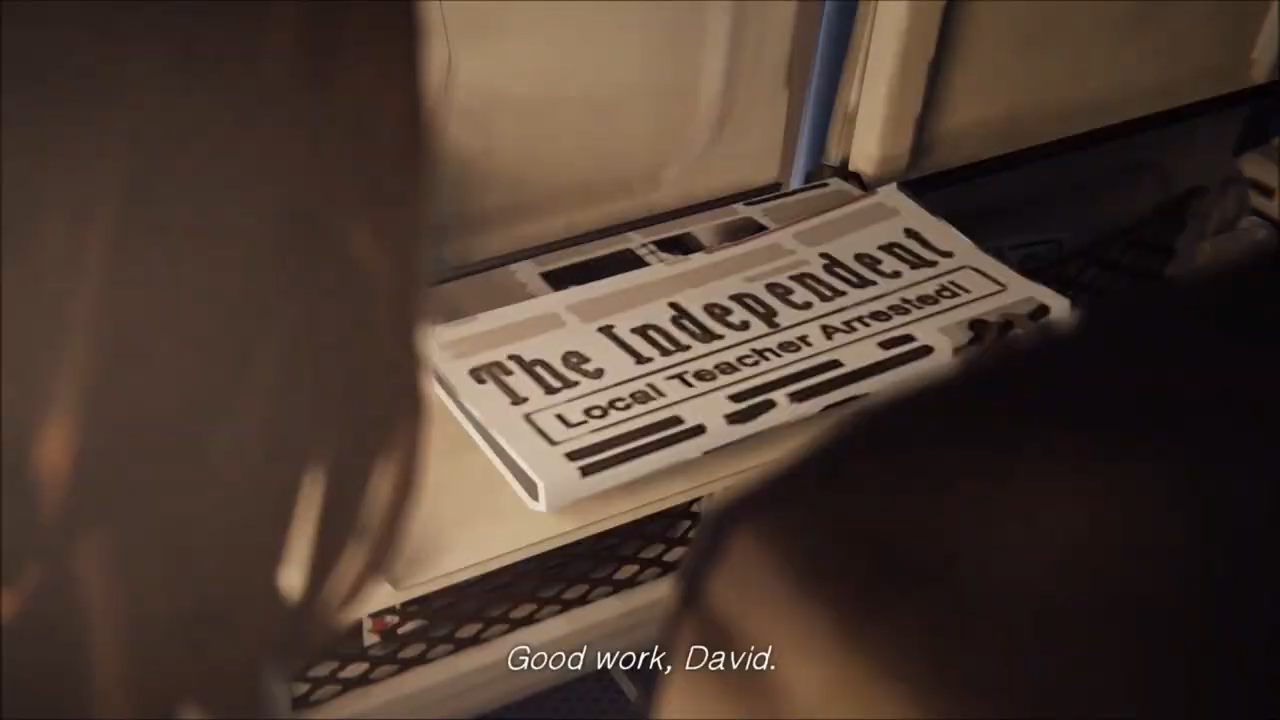 The Independent
Local Teacher Arrested!
Good work, David.